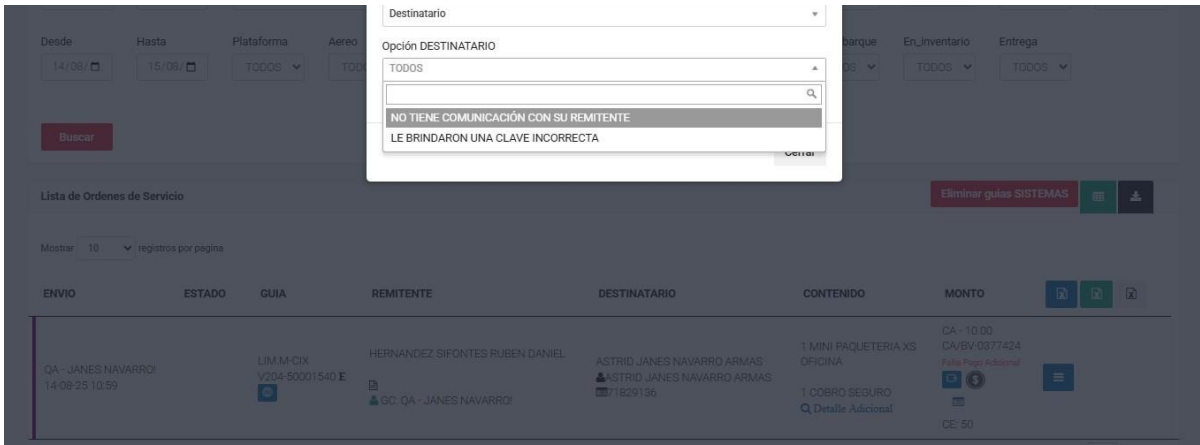 Destinatario
Opción DESTINATARIO
TODOS
NO TIENE COMUNICACIÓN CON SU REMITENTE
LE BRINDARON UNA CLAVE INCORRECTA
Cerrar
Desde Hasta Plataforma Aereo barque En_inventario Entrega
14/08/ 15/08/ TODOS TODOS TODOS
Buscar
Lista de Ordenes de Servicio
Eliminar guias SISTEMAS
Mostrar 10 registros por pagina
ENVIO ESTADO GUIA REMITENTE DESTINATARIO CONTENIDO MONTO
QA - JANES NAVARRO!
14-08-25 10:59
LIM.M-CIX
V204-50001540 E
HERNANDEZ SIFONTES RUBEN DANIEL
GC: QA - JANES NAVARRO!
ASTRID JANES NAVARRO ARMAS
ASTRID JANES NAVARRO ARMAS
71829136
1 MINI PAQUETERIA XS
OFICINA
1 COBRO SEGURO
Detalle Adicional
CA - 10.00
CA/BV-0377424
Falta Pago Adicional
CE: 50